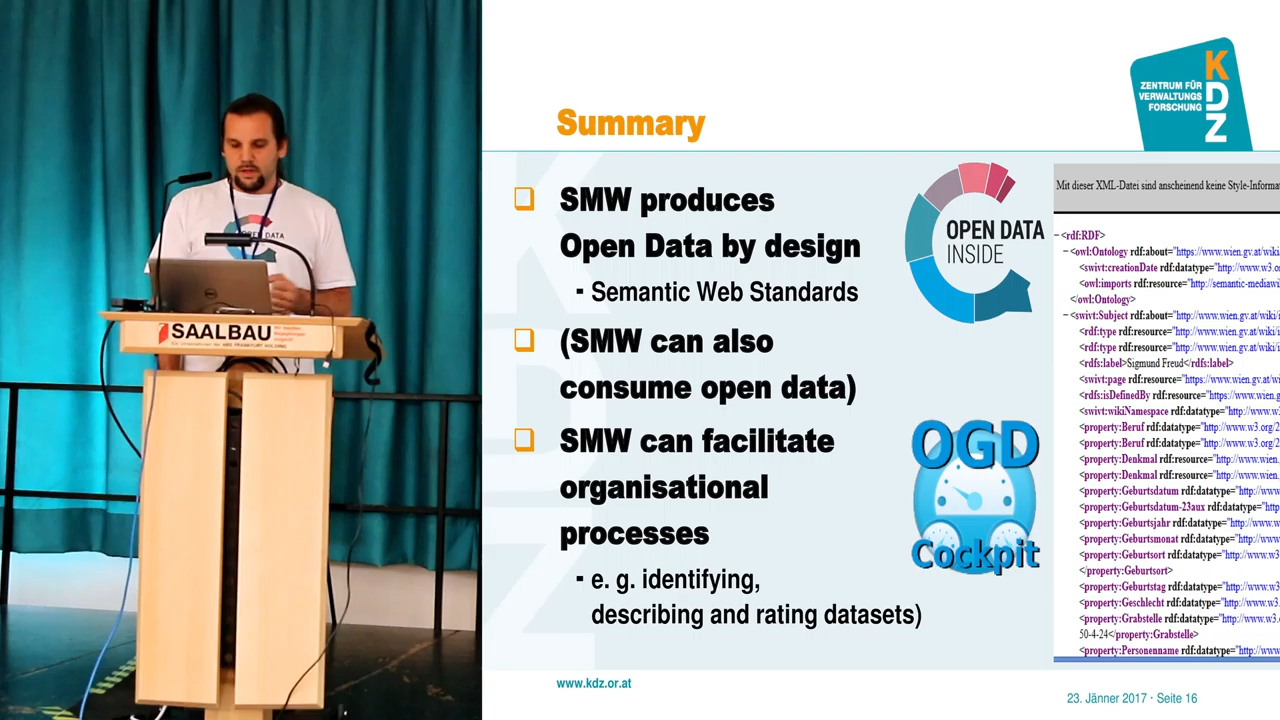 KDZ
ZENTRUM FÜR
VERWALTUNGS
FORSCHUNG
Summary
SMW produces
Open Data by design
Semantic Web Standards
(SMW can also
consume open data)
SMW can facilitate
organisational
processes
e. g. identifying,
describing and rating datasets)
OPEN DATA
INSIDE
OGD
Cockpit
Mit dieser XML-Datei sind anscheinend keine Style-Informa
− <rdf:RDF>
− <owl:Ontology rdf:about="https://www.wien.gv.at/wiki
<swivt:creationDate rdf:datatype="http://www.w3.o
<owl:imports rdf:resource="http://semantic-mediawi
</owl:Ontology>
− <swivt:Subject rdf:about="https://www.wien.gv.at/wiki/i
<rdf:type rdf:resource="https://www.wien.gv.at/wiki/i
<rdf:type rdf:resource="https://www.wien.gv.at/wiki/i
<rdfs:label>Sigmund Freud</rdfs:label>
<swivt:page rdf:resource="https://www.wien.gv.at/wi
<rdfs:isDefinedBy rdf:resource="https://www.wien.gv
<swivt:wikiNamespace rdf:datatype="http://www.w3
<property:Beruf rdf:datatype="http://www.w3.org/2
<property:Beruf rdf:datatype="http://www.w3.org/2
<property:Denkmal rdf:resource="https://www.wien.
<property:Denkmal rdf:resource="https://www.wien.
<property:Geburtsdatum rdf:datatype="http://www.w
<property:Geburtsdatum-23aux rdf:datatype="http
<property:Geburtsjahr rdf:datatype="http://www.w3
<property:Geburtsmonat rdf:datatype="http://www.
<property:Geburtsort rdf:datatype="http://www.w3
</property:Geburtsort>
<property:Geburtstag rdf:datatype="http://www.w3
<property:Geschlecht rdf:datatype="http://www.w3.
<property:Grabstelle rdf:datatype="http://www.w3.
50-4-24</property:Grabstelle>
<property:Personenname rdf:datatype="http://www
www.kdz.or.at
23. Jänner 2017 · Seite 16
DATA
SAALBAU